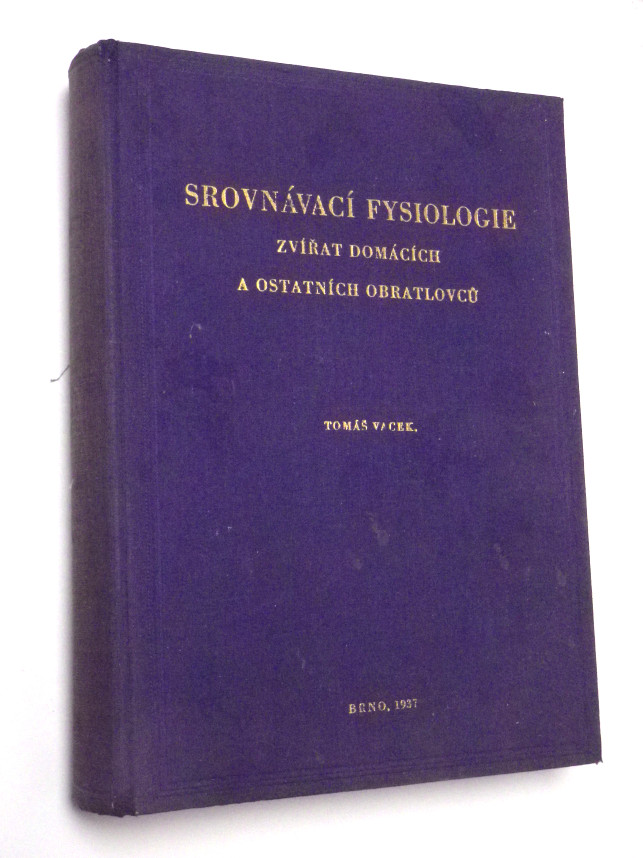 SROVNÁVACÍ FYSIOLOGIE
ZVÍŘAT DOMÁCÍCH
A OSTATNÍCH OBRATLOVCŮ
TOMÁŠ VACEK.
BRNO, 1937